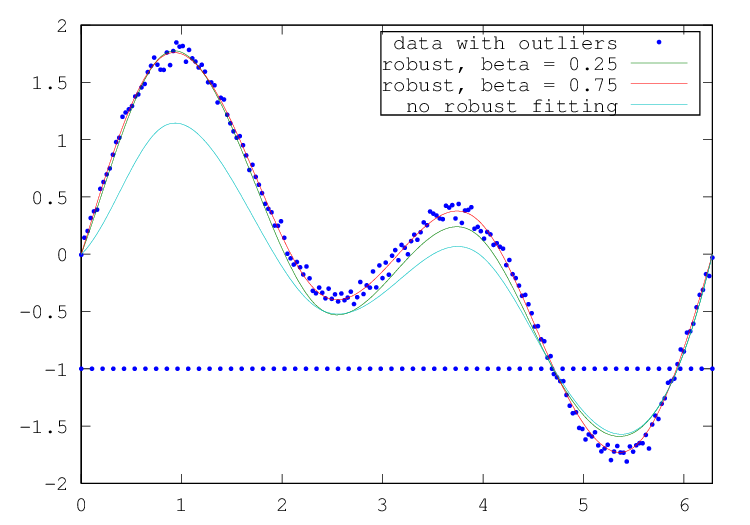 2
1.5
1
0.5
0
-0.5
-1
-1.5
-2
0 1 2 3 4 5 6
data with outliers
robust, beta = 0.25
robust, beta = 0.75
no robust fitting